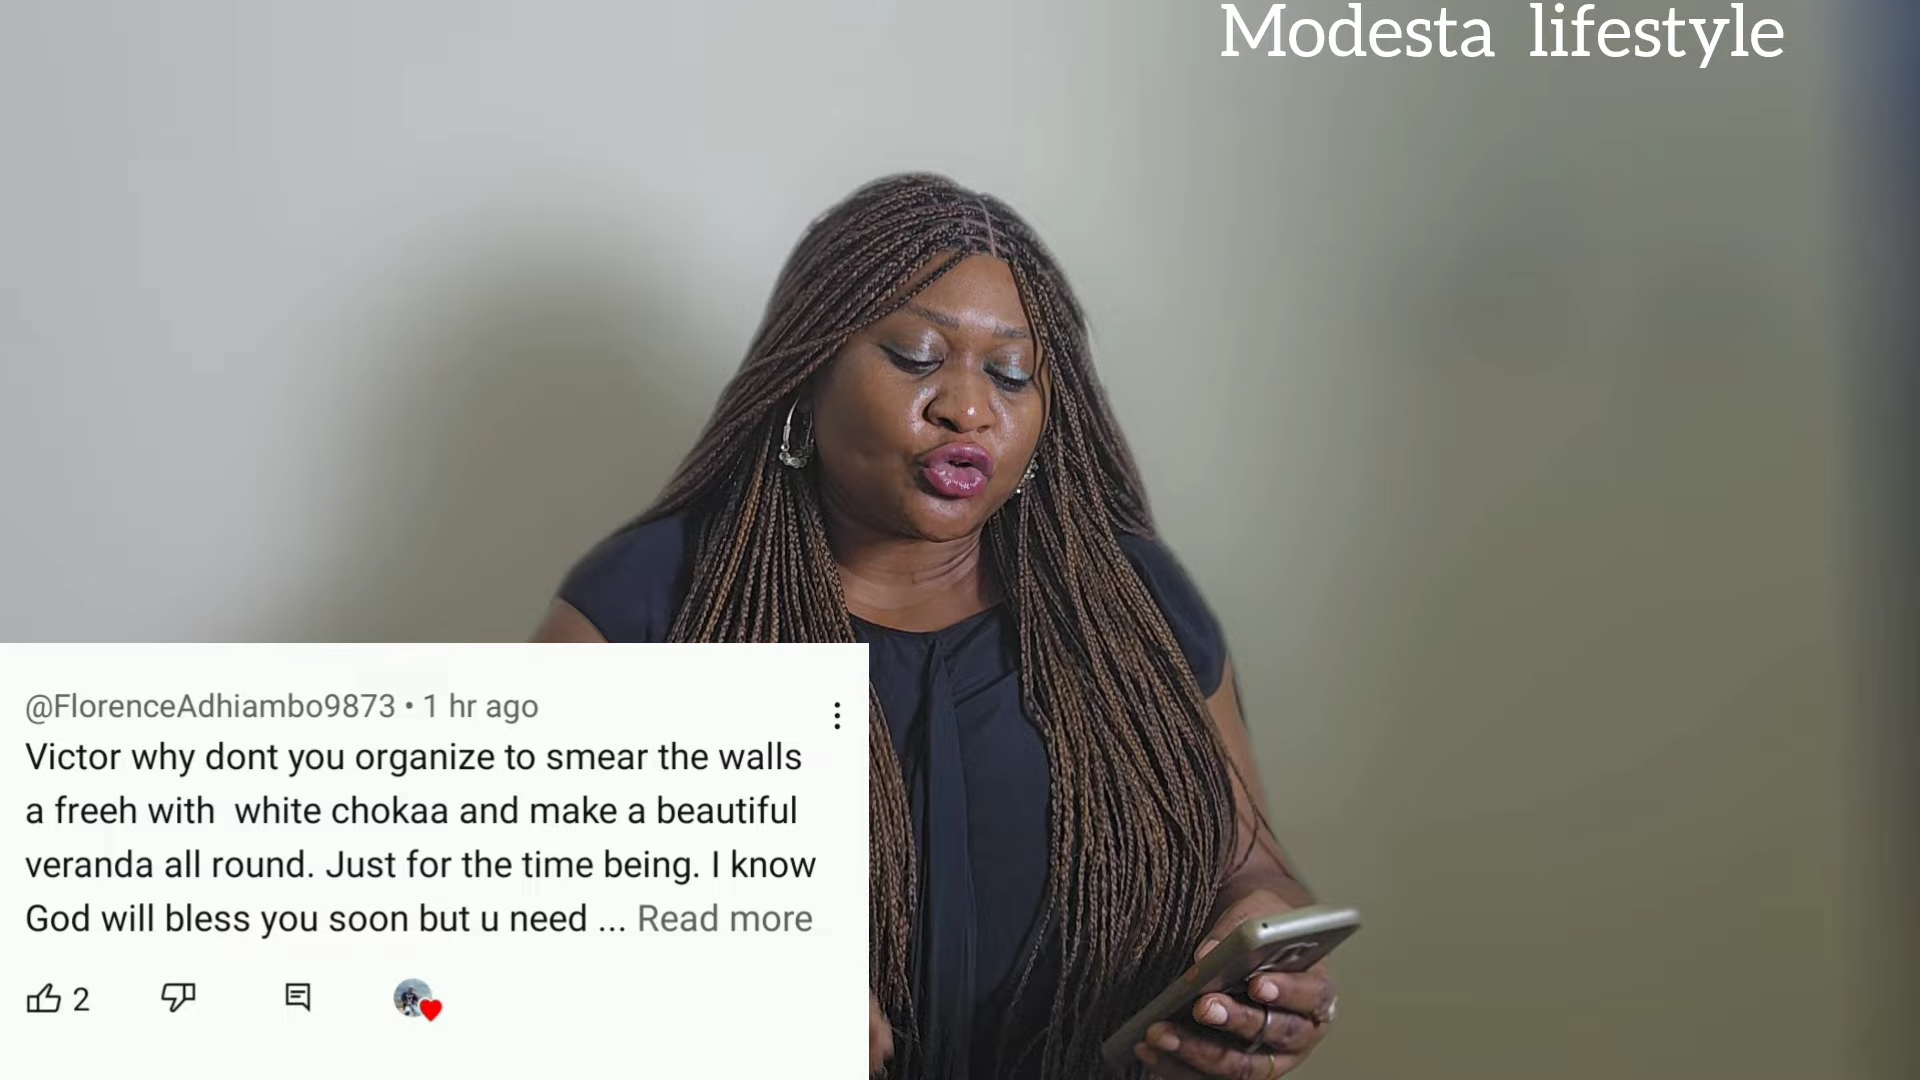 Modesta lifestyle
@FlorenceAdhiambo9873 • 1 hr ago
Victor why dont you organize to smear the walls
a freeh with  white chokaa and make a beautiful
veranda all round. Just for the time being. I know
God will bless you soon but u need ... Read more
2